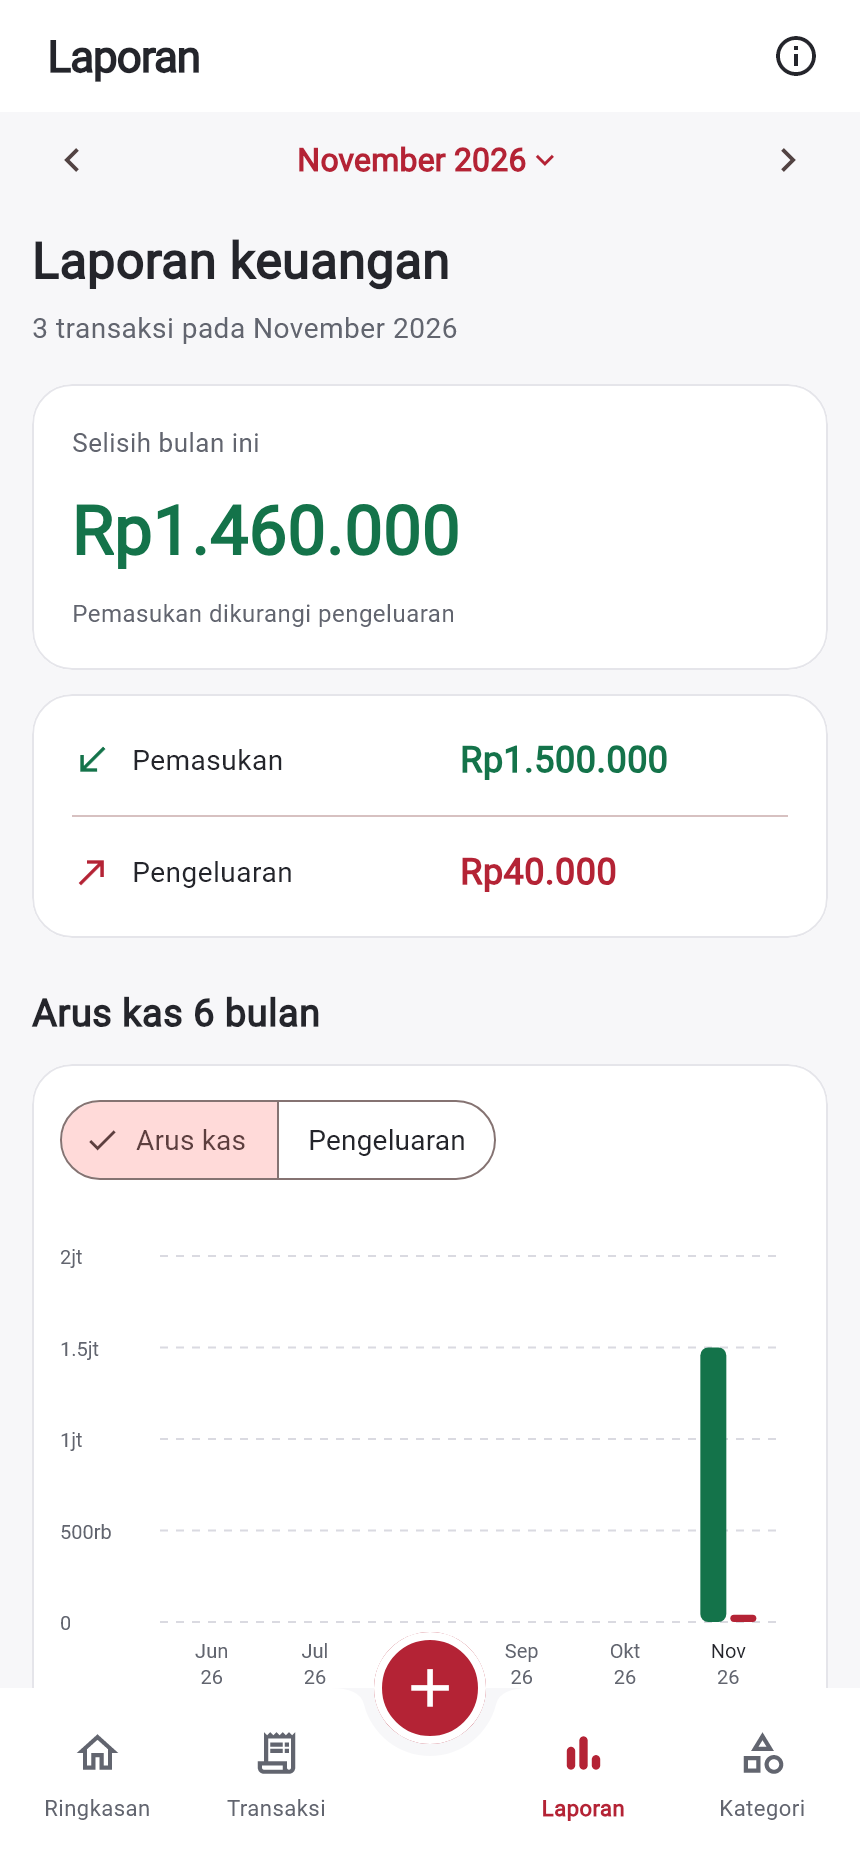 Laporan
November 2026
Laporan keuangan
3 transaksi pada November 2026
Selisih bulan ini
Rp1.460.000
Pemasukan dikurangi pengeluaran
Pemasukan Rp1.500.000
Pengeluaran Rp40.000
Arus kas 6 bulan
Arus kas Pengeluaran
2jt
1.5jt
1jt
500rb
0
Jun 26
Jul 26
Sep 26
Okt 26
Nov 26
Ringkasan
Transaksi
Laporan
Kategori